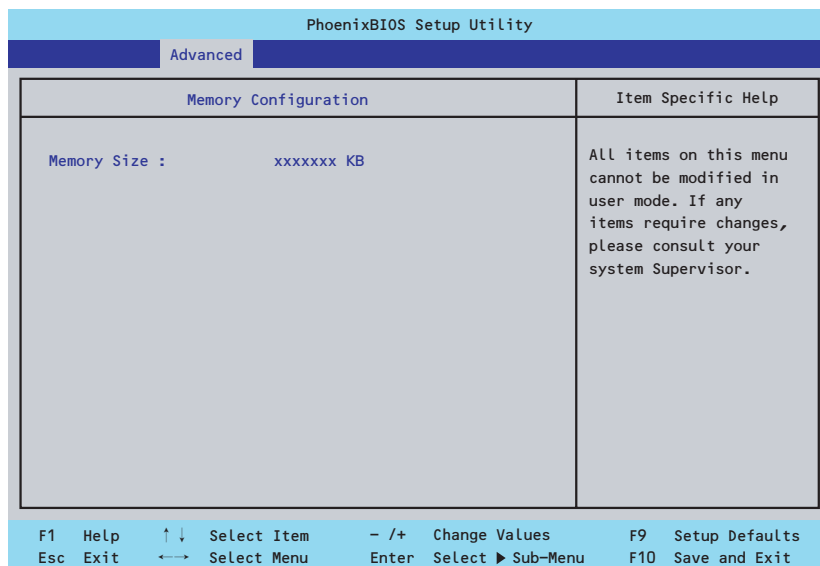 PhoenixBIOS Setup Utility
Advanced
Memory Configuration
Item Specific Help
Memory Size : xxxxxxx KB
All items on this menu
cannot be modified in
user mode. If any
items require changes,
please consult your
system Supervisor.
F1 Help ↑↓ Select Item - /+ Change Values F9 Setup Defaults
Esc Exit ←→ Select Menu Enter Select ▶ Sub-Menu F10 Save and Exit